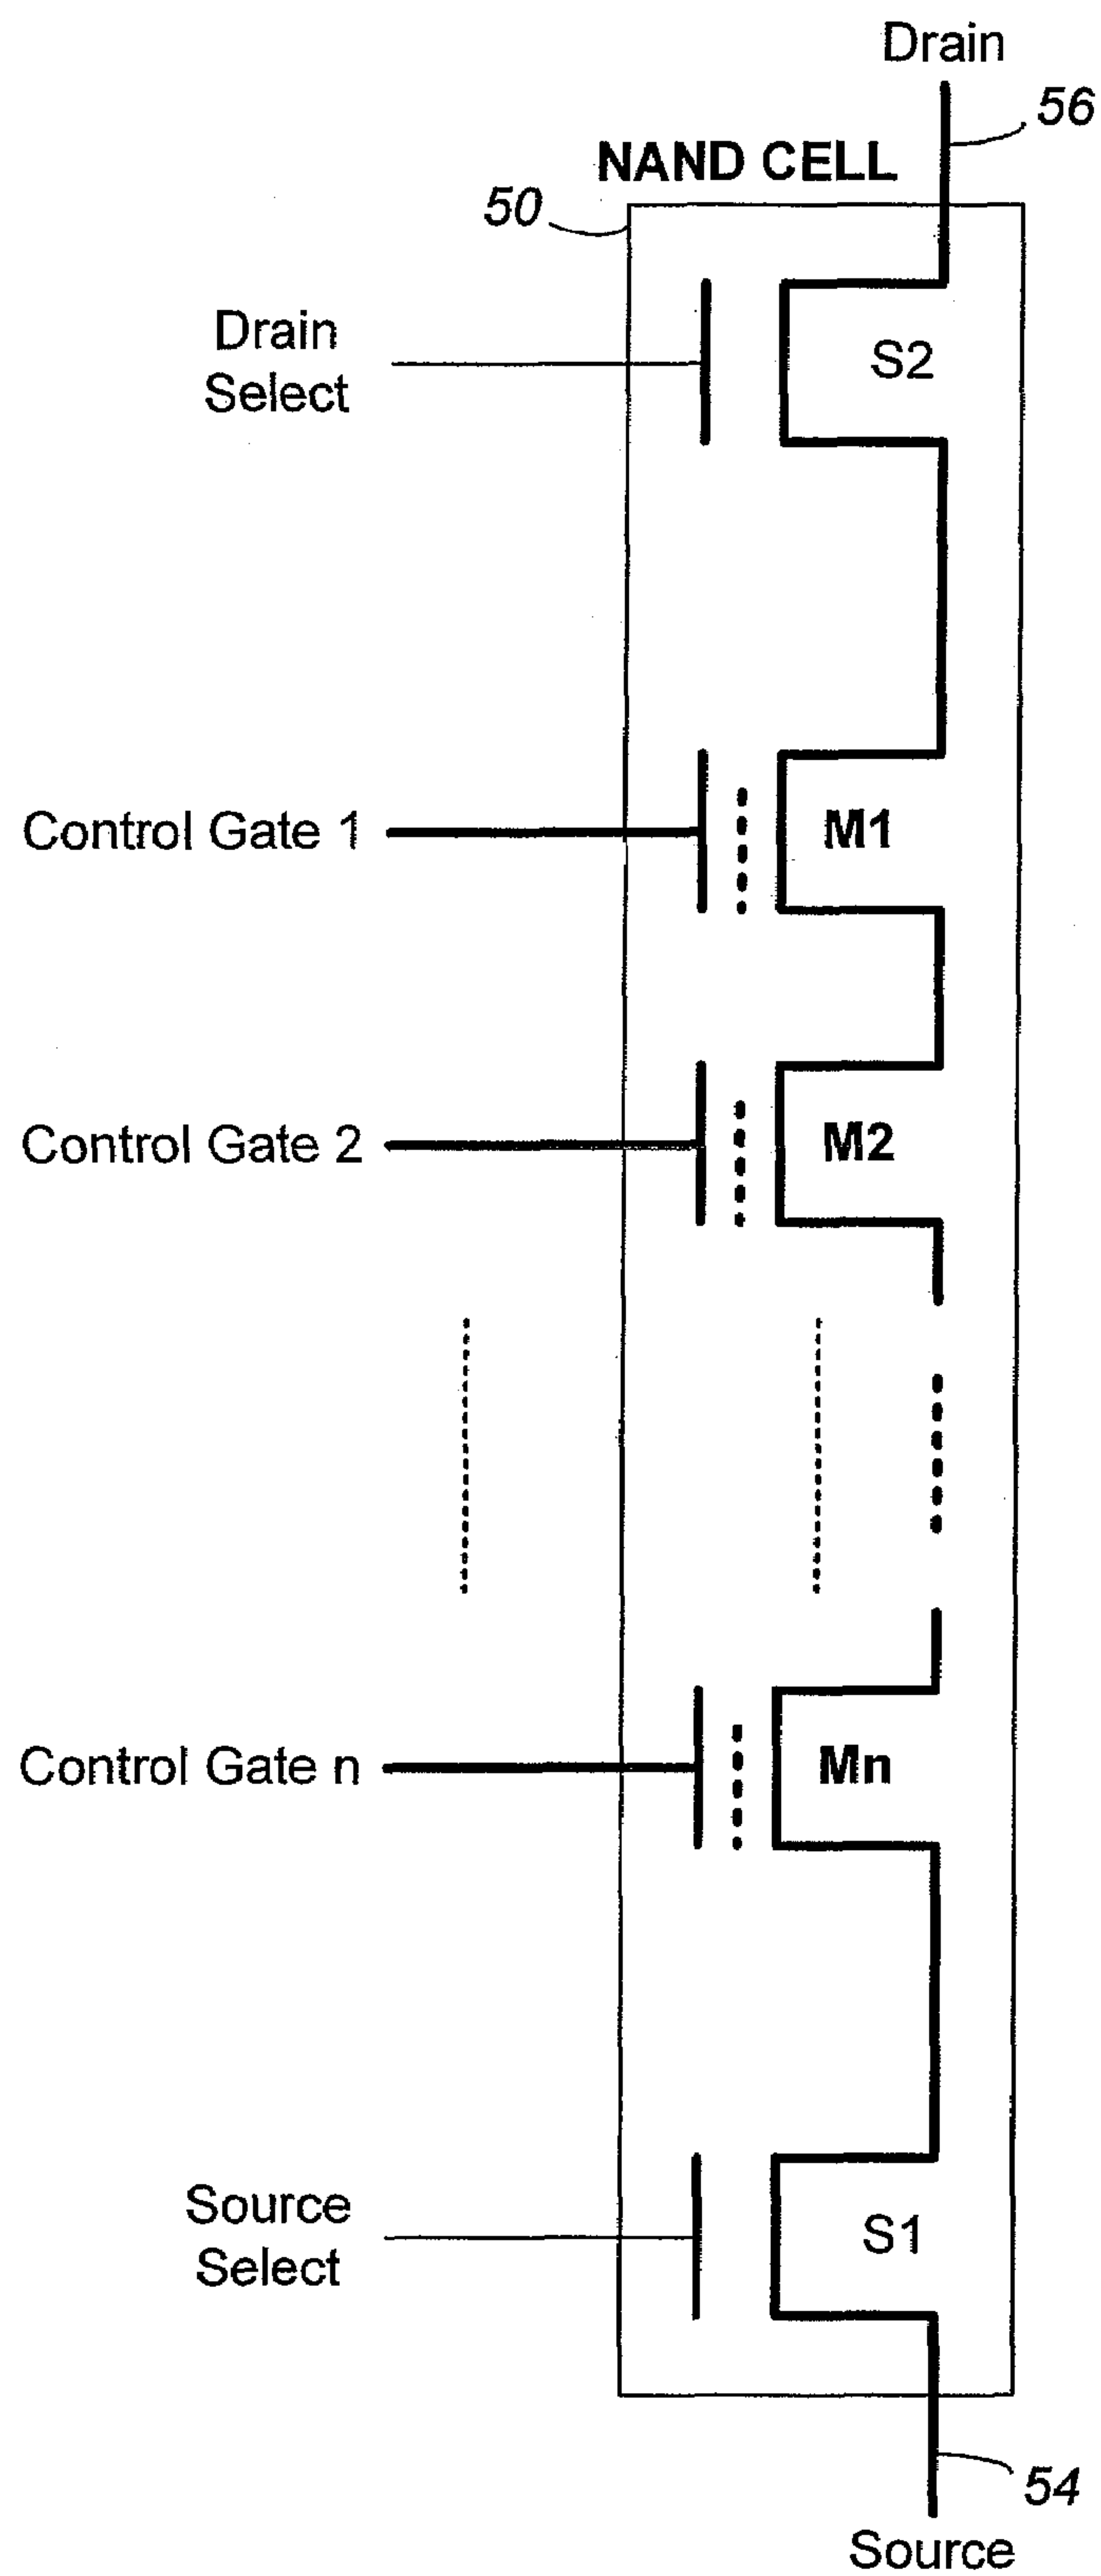 Drain
56
NAND CELL
50
Drain
Select
S2
Control Gate 1
M1
Control Gate 2
M2
Control Gate n
Mn
Source
Select
S1
54
Source